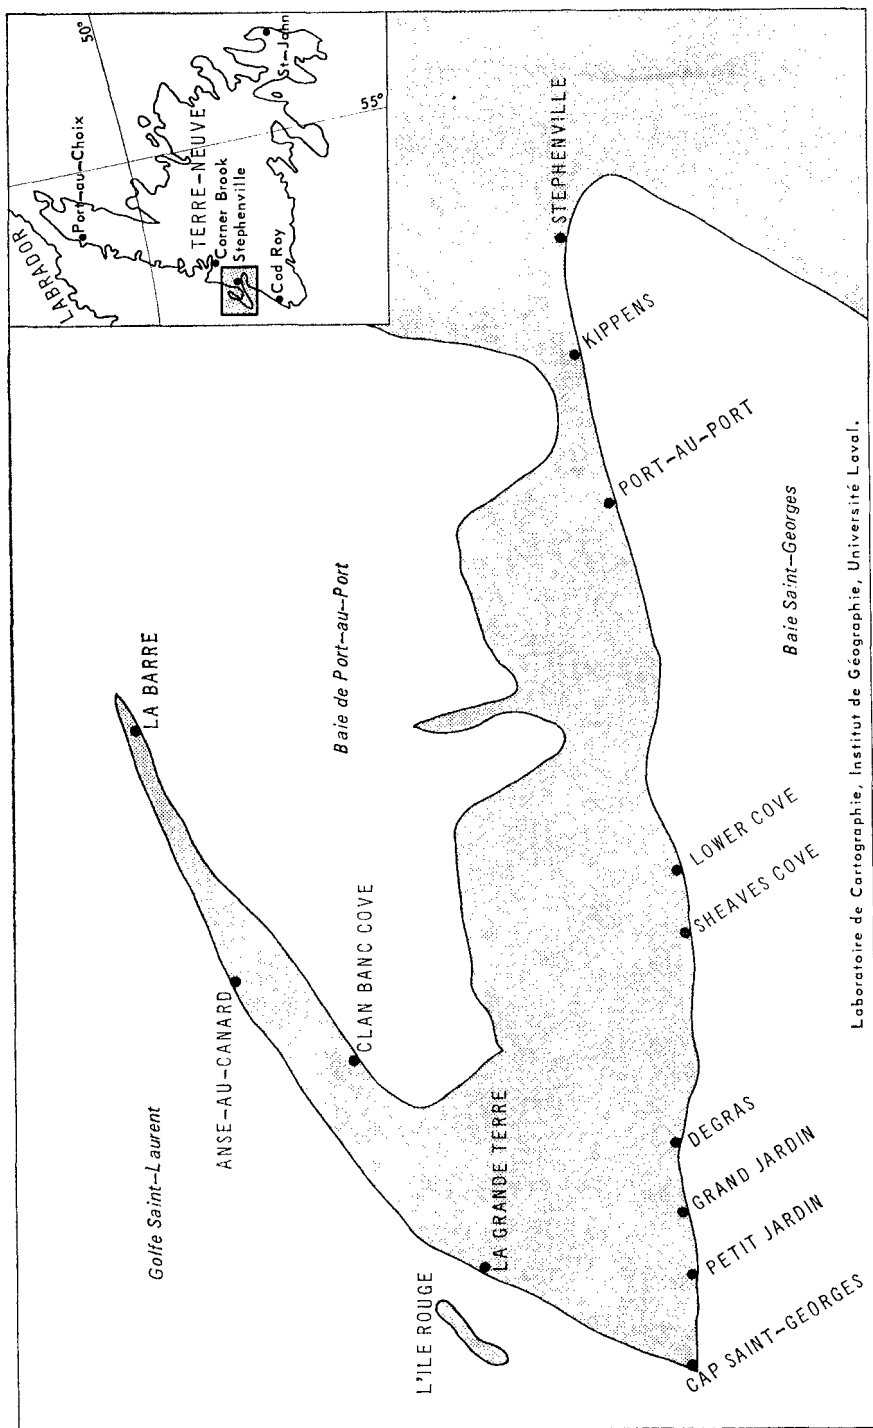 50°
55°
LABRADOR
Port-au-Choix
TERRE-NEUVE
St-John
Corner Brook
Stephenville
Cod Roy
Golfe Saint-Laurent
LA BARRE
ANSE-AU-CANARD
CLAN BANC COVE
Baie de Port-au-Port
L'ILE ROUGE
LA GRANDE TERRE
STEPHENVILLE
KIPPENS
PORT-AU-PORT
LOWER COVE
SHEAVES COVE
DEGRAS
GRAND JARDIN
PETIT JARDIN
CAP SAINT-GEORGES
Baie Saint-Georges
Laboratoire de Cartographie, Institut de Géographie, Université Laval.